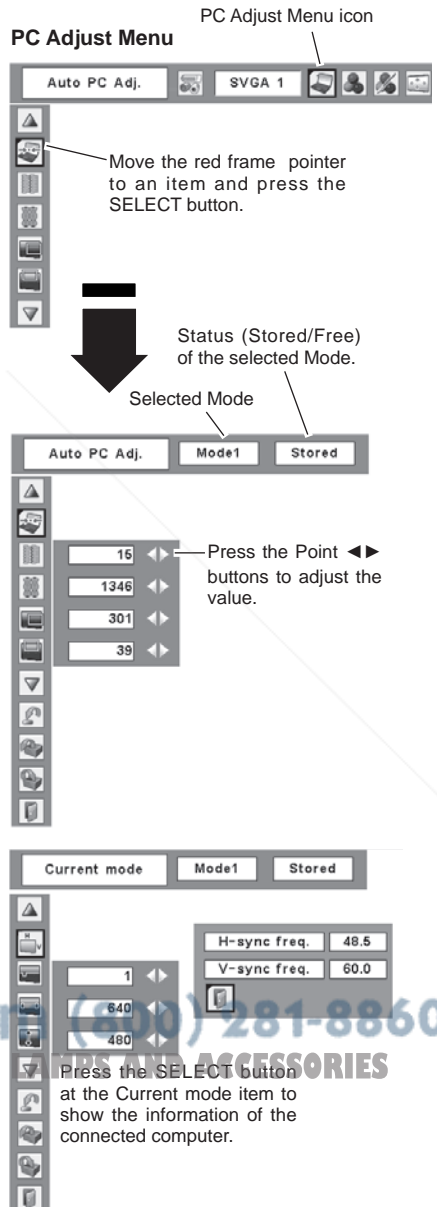 PC Adjust Menu icon
PC Adjust Menu
Auto PC Adj. SVGA 1
Move the red frame pointer
to an item and press the
SELECT button.
Status (Stored/Free)
of the selected Mode.
Selected Mode
Auto PC Adj. Mode1 Stored
15
1346
301
39
Press the Point ◄►
buttons to adjust the
value.
Current mode Mode1 Stored
H-sync freq. 48.5
V-sync freq. 60.0
1
640
480
(800) 281-8860
LAMPS AND ACCESSORIES
Press the SELECT button
at the Current mode item to
show the information of the
connected computer.